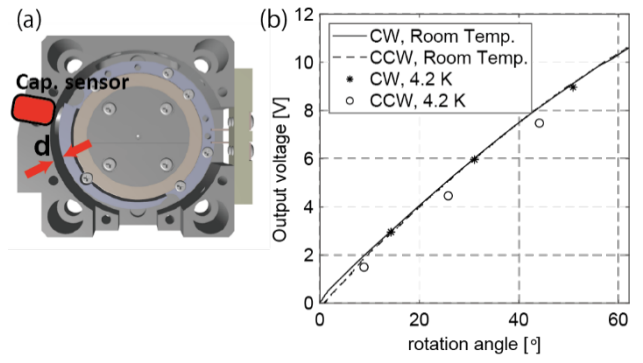 (a)
Cap. sensor
d
(b)
CW, Room Temp.
CCW, Room Temp.
CW, 4.2 K
CCW, 4.2 K
Output voltage [V]
12
10
8
6
4
2
0
0
20
40
60
rotation angle [°]